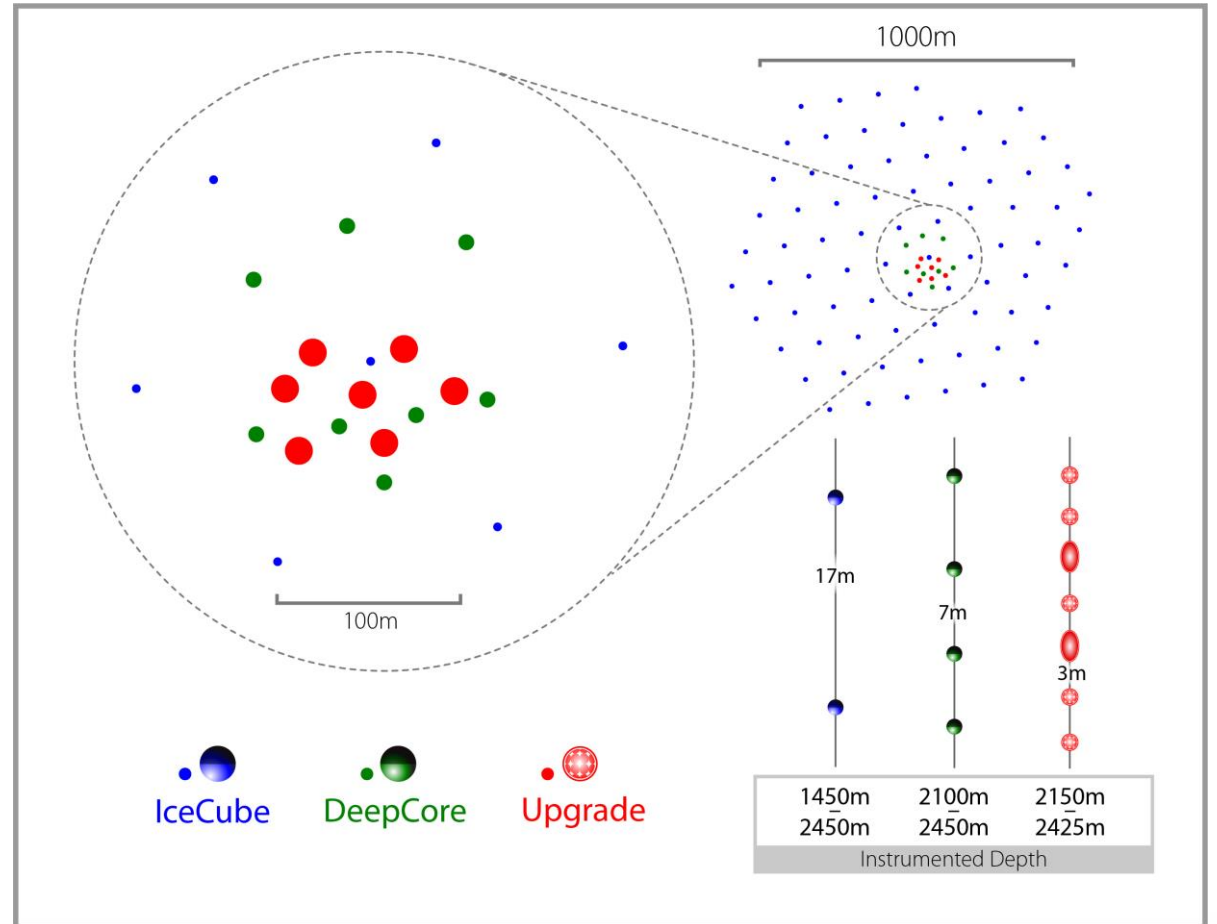 1000m
100m
17m
7m
3m
IceCube
DeepCore
Upgrade
1450m
–
2450m
2100m
–
2450m
2150m
–
2425m
Instrumented Depth